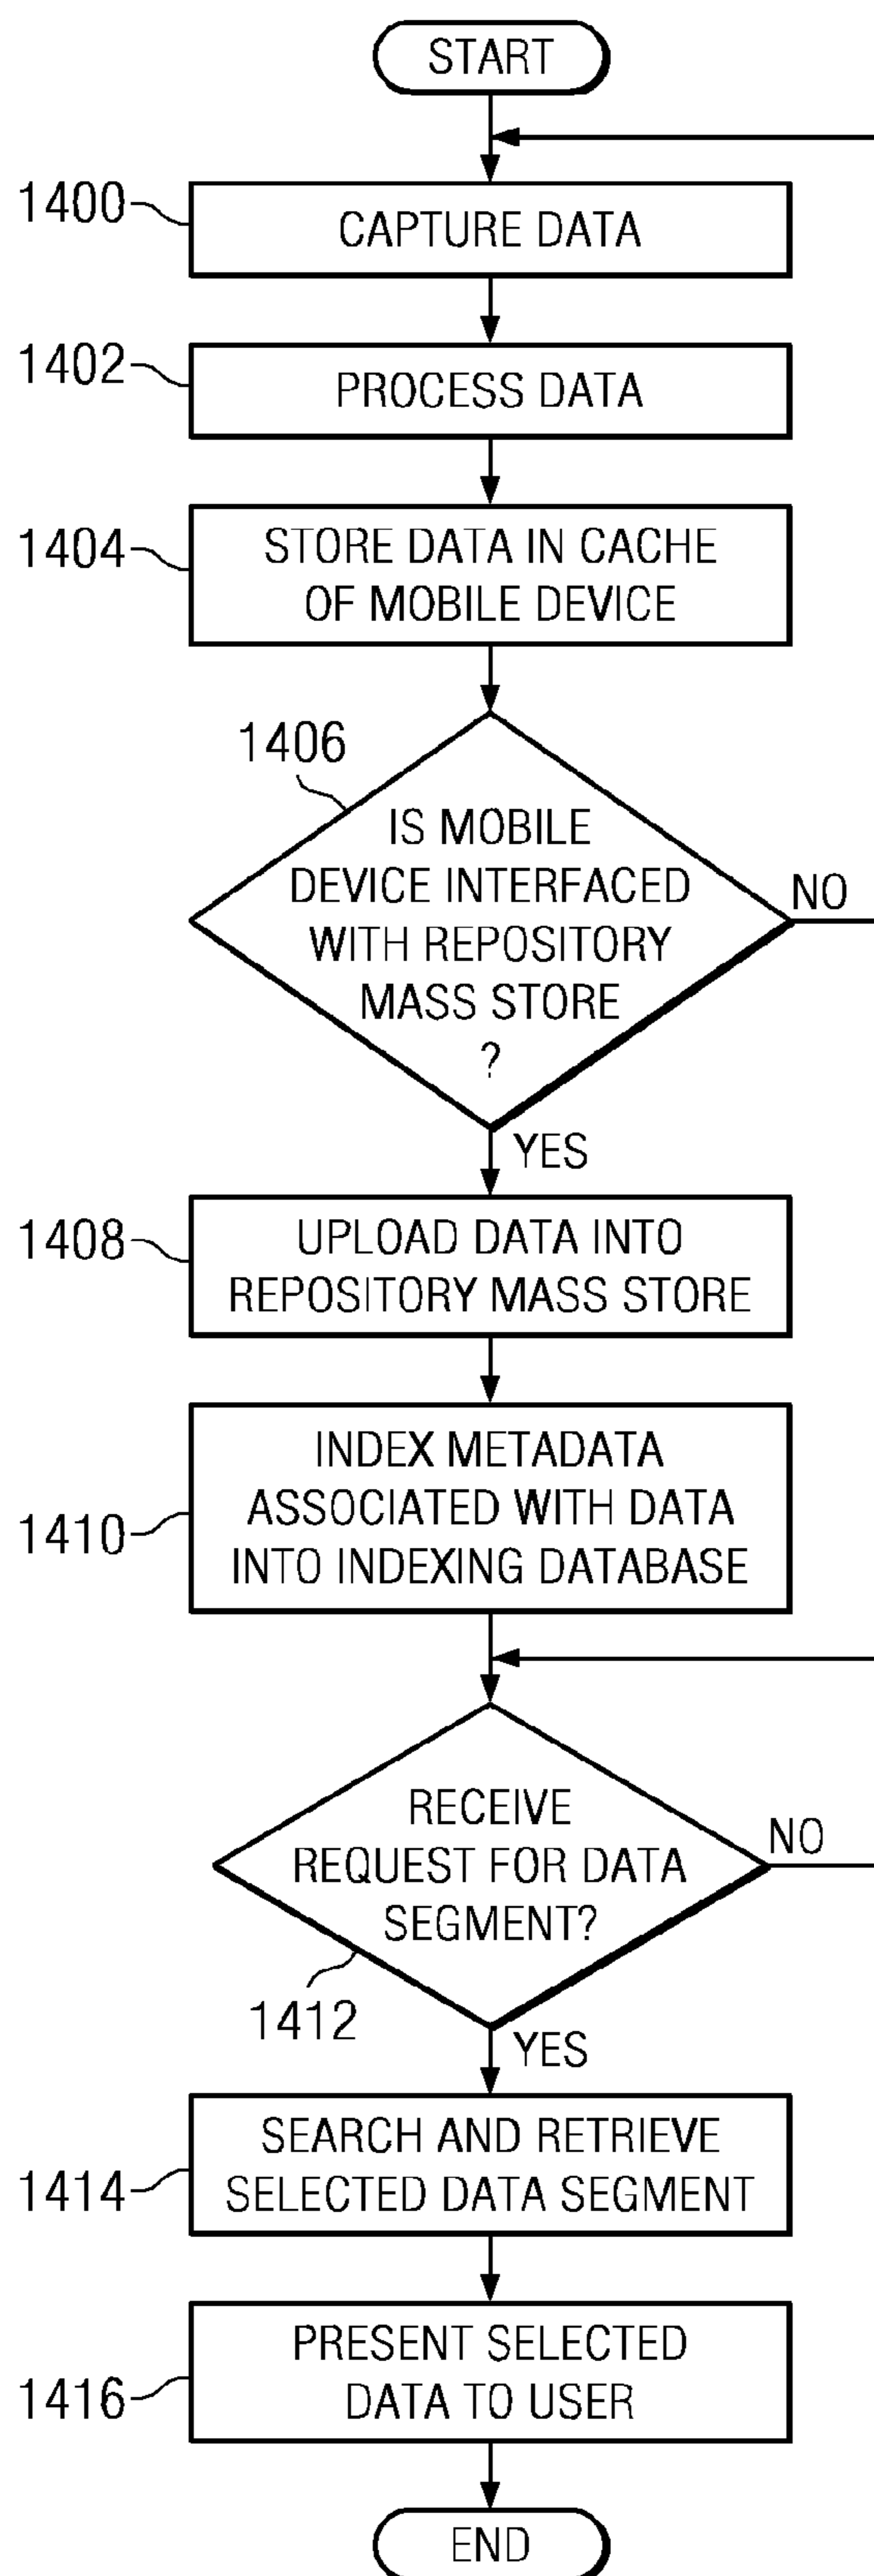 START
1400
CAPTURE DATA
1402
PROCESS DATA
1404
STORE DATA IN CACHE
OF MOBILE DEVICE
1406
IS MOBILE
DEVICE INTERFACED
WITH REPOSITORY
MASS STORE
?
NO
YES
1408
UPLOAD DATA INTO
REPOSITORY MASS STORE
1410
INDEX METADATA
ASSOCIATED WITH DATA
INTO INDEXING DATABASE
RECEIVE
REQUEST FOR DATA
SEGMENT?
NO
1412
YES
1414
SEARCH AND RETRIEVE
SELECTED DATA SEGMENT
1416
PRESENT SELECTED
DATA TO USER
END